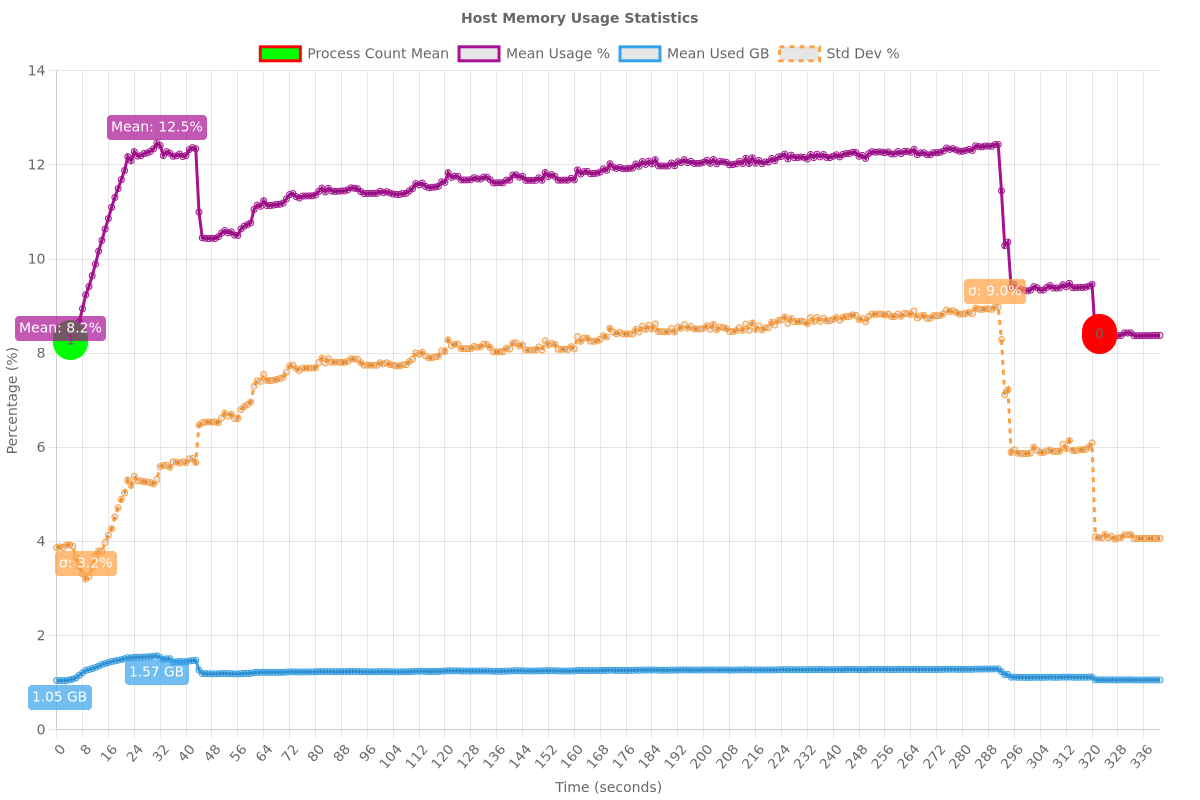 Host Memory Usage Statistics
Process Count Mean Mean Usage % Mean Used GB Std Dev %
14
12
10
8
6
4
2
0
Percentage (%)
Mean: 12.5%
Mean: 8.2%
1
σ: 9.0%
0
σ: 3.2%
1.57 GB
1.05 GB
0 8 16 24 32 40 48 56 64 72 80 88 96 104 112 120 128 136 144 152 160 168 176 184 192 200 208 216 224 232 240 248 256 264 272 280 288 296 304 312 320 328 336
Time (seconds)